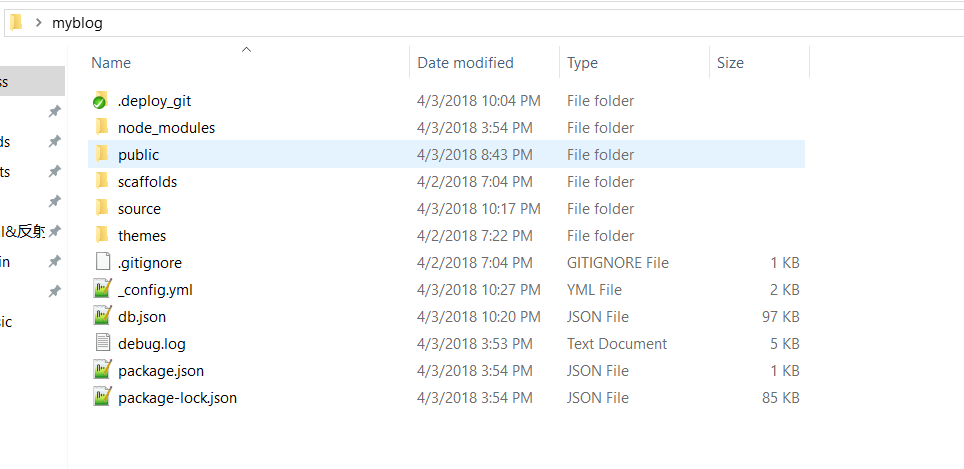 myblog
Name Date modified Type Size
ss
.deploy_git 4/3/2018 10:04 PM File folder
node_modules 4/3/2018 3:54 PM File folder
ds
public 4/3/2018 8:43 PM File folder
ts
scaffolds 4/2/2018 7:04 PM File folder
source 4/3/2018 10:17 PM File folder
l&反射
themes 4/2/2018 7:22 PM File folder
in
.gitignore 4/2/2018 7:04 PM GITIGNORE File 1 KB
_config.yml 4/3/2018 10:27 PM YML File 2 KB
sic
db.json 4/3/2018 10:20 PM JSON File 97 KB
debug.log 4/3/2018 3:53 PM Text Document 5 KB
package.json 4/3/2018 3:54 PM JSON File 1 KB
package-lock.json 4/3/2018 3:54 PM JSON File 85 KB